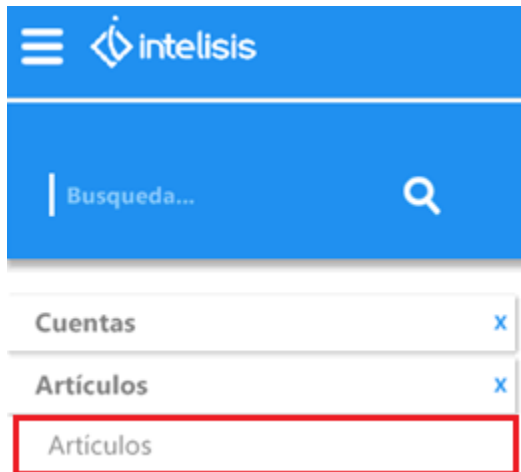 intelisis
Busqueda...
Cuentas x
Artículos x
Artículos